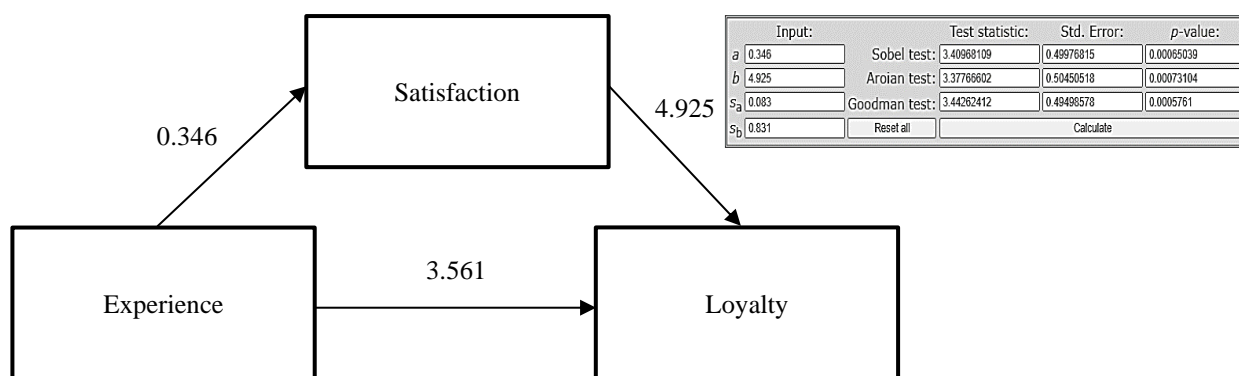 Satisfaction
0.346
4.925
Experience
3.561
Loyalty
Input: Test statistic: Std. Error: p-value:
a 0.346 Sobel test: 3.40968109 0.49976815 0.00065039
b 4.925 Aroian test: 3.37766602 0.50450518 0.00073104
sa 0.083 Goodman test: 3.44262412 0.49498578 0.0005761
sb 0.831 Reset all Calculate